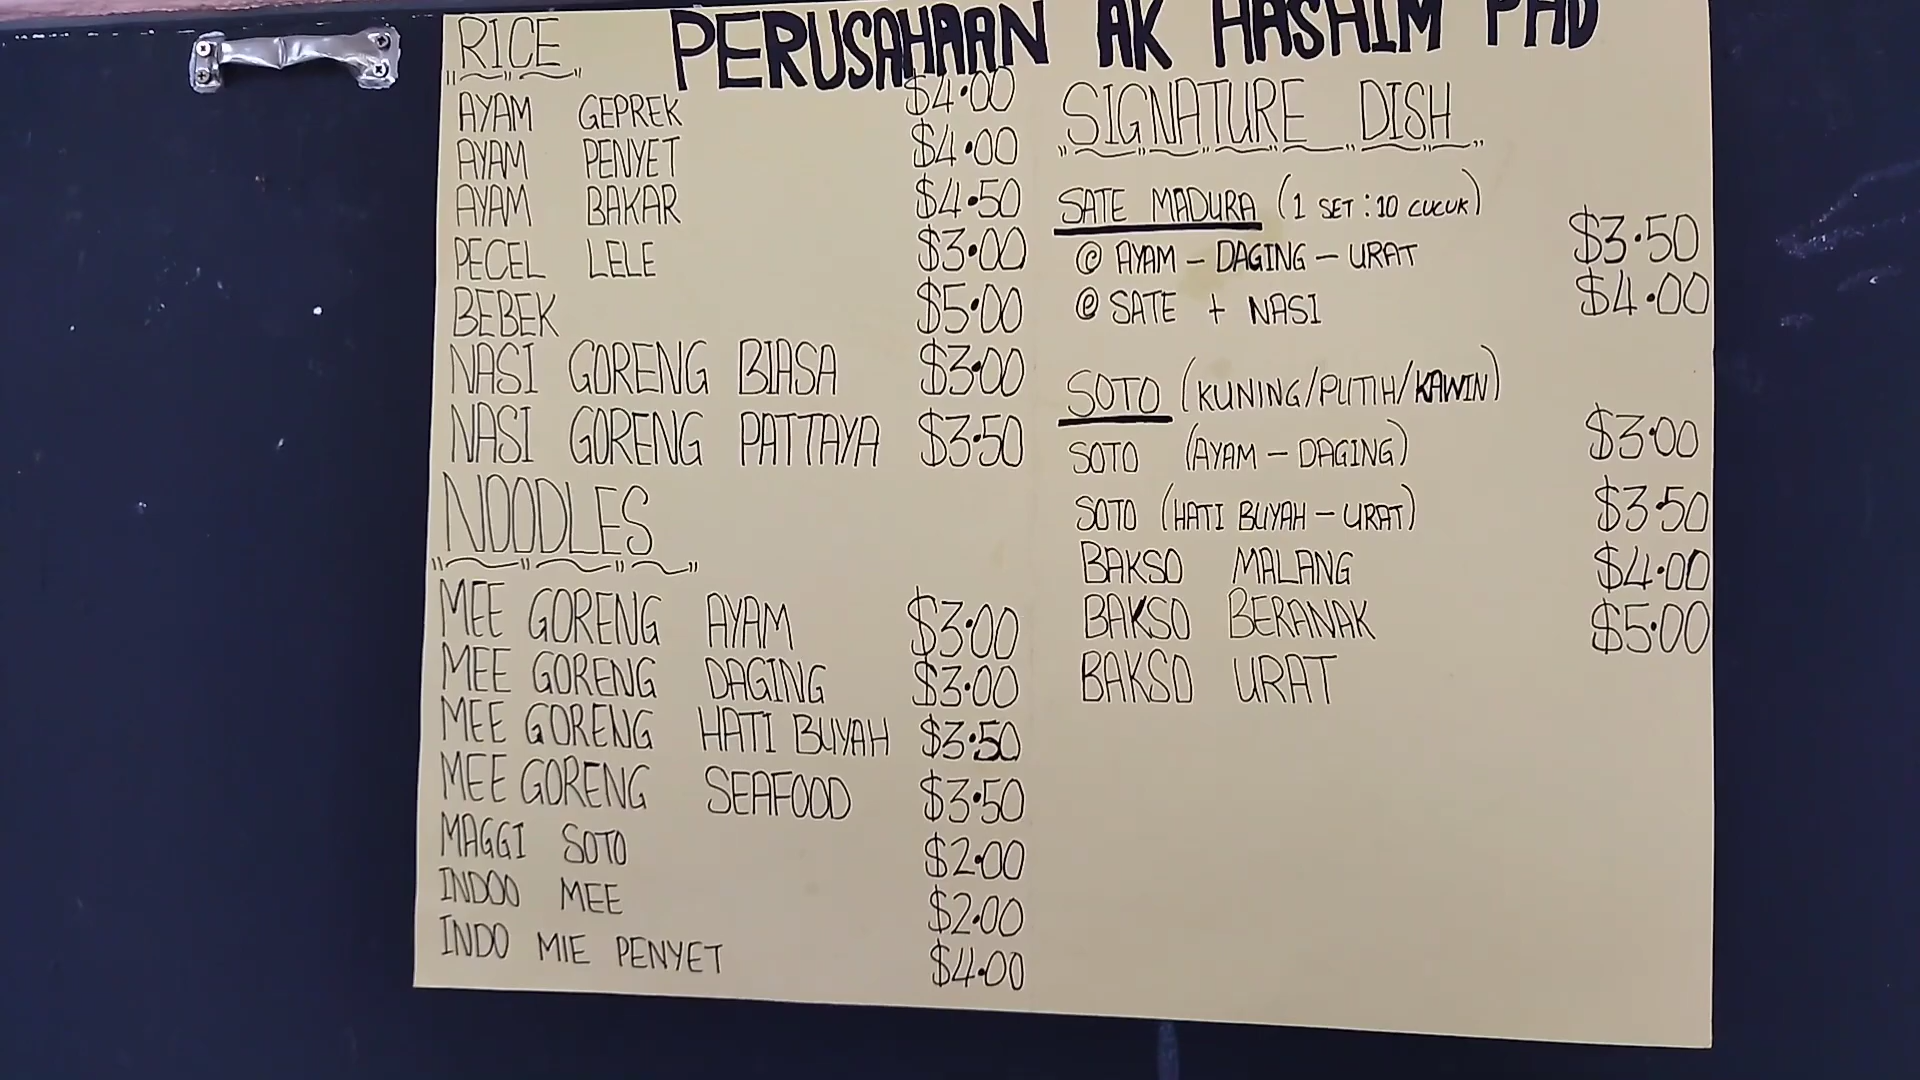 PERUSAHAAN AK HASHIM PHD
RICE
AYAM GEPREK $4.00
AYAM PENYET $4.00
AYAM BAKAR $4.50
PECEL LELE $3.00
BEBEK $5.00
NASI GORENG BIASA $3.00
NASI GORENG PATTAYA $3.50
NOODLES
MEE GORENG AYAM $3.00
MEE GORENG DAGING $3.00
MEE GORENG HATI BUYAH $3.50
MEE GORENG SEAFOOD $3.50
MAGGI SOTO $2.00
INDOO MEE $2.00
INDO MIE PENYET $4.00
SIGNATURE DISH
SATE MADURA (1 SET : 10 CUCUK)
@ AYAM - DAGING - URAT $3.50
@ SATE + NASI $4.00
SOTO (KUNING/PUTIH/KAWIN)
SOTO (AYAM - DAGING) $3.00
SOTO (HATI BUYAH - URAT) $3.50
BAKSO MALANG $4.00
BAKSO BERANAK $5.00
BAKSO URAT